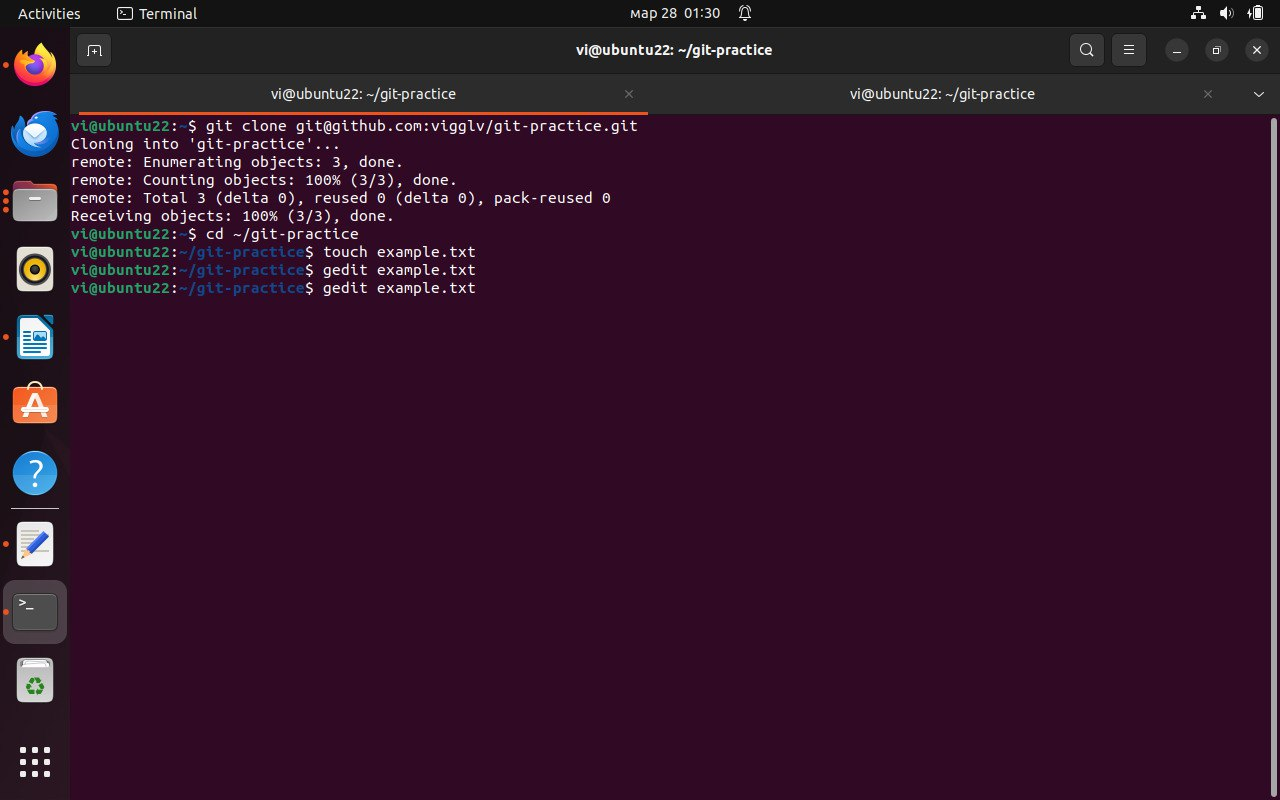 Activities Terminal мар 28 01:30
vi@ubuntu22: ~/git-practice
vi@ubuntu22: ~/git-practice vi@ubuntu22: ~/git-practice
vi@ubuntu22:~$ git clone git@github.com:vigglv/git-practice.git
Cloning into 'git-practice'...
remote: Enumerating objects: 3, done.
remote: Counting objects: 100% (3/3), done.
remote: Total 3 (delta 0), reused 0 (delta 0), pack-reused 0
Receiving objects: 100% (3/3), done.
vi@ubuntu22:~$ cd ~/git-practice
vi@ubuntu22:~/git-practice$ touch example.txt
vi@ubuntu22:~/git-practice$ gedit example.txt
vi@ubuntu22:~/git-practice$ gedit example.txt